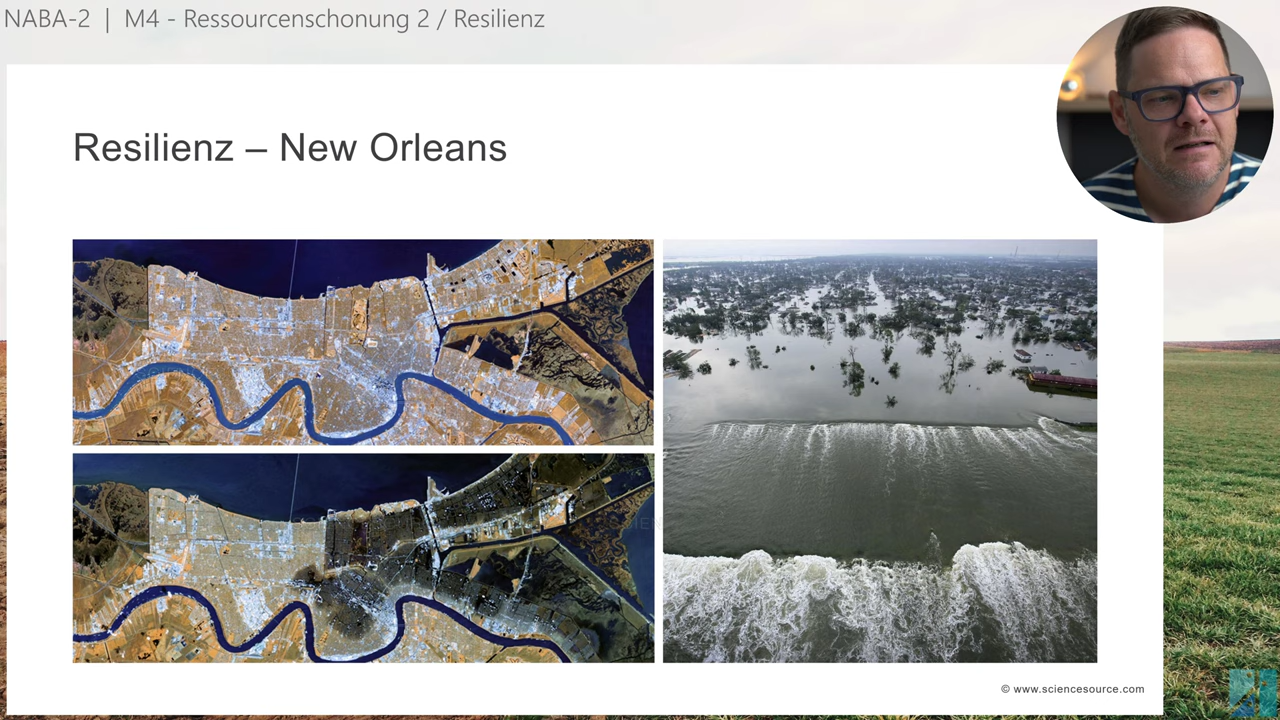 NABA-2 | M4 - Ressourcenschonung 2 / Resilienz
Resilienz – New Orleans
© www.sciencesource.com